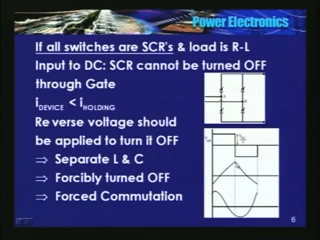 Power Electronics
If all switches are SCR's & load is R-L
Input to DC: SCR cannot be turned OFF
through Gate
iDEVICE < iHOLDING
Reverse voltage should
be applied to turn it OFF
⇒ Separate L & C
⇒ Forcibly turned OFF
⇒ Forced Commutation
6